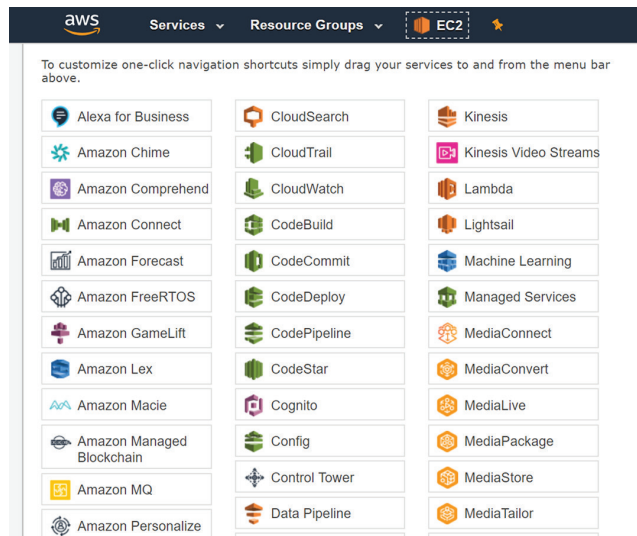 aws Services Resource Groups EC2
To customize one-click navigation shortcuts simply drag your services to and from the menu bar
above.
Alexa for Business
Amazon Chime
Amazon Comprehend
Amazon Connect
Amazon Forecast
Amazon FreeRTOS
Amazon GameLift
Amazon Lex
Amazon Macie
Amazon Managed
Blockchain
Amazon MQ
Amazon Personalize
CloudSearch
CloudTrail
CloudWatch
CodeBuild
CodeCommit
CodeDeploy
CodePipeline
CodeStar
Cognito
Config
Control Tower
Data Pipeline
Kinesis
Kinesis Video Streams
Lambda
Lightsail
Machine Learning
Managed Services
MediaConnect
MediaConvert
MediaLive
MediaPackage
MediaStore
MediaTailor